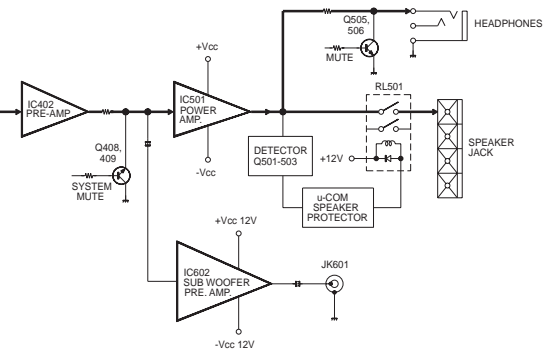 Q505,
506
HEADPHONES
MUTE
+Vcc
RL501
IC402
PRE-AMP
IC501
POWER
AMP.
Q408,
409
SYSTEM
MUTE
-Vcc
DETECTOR
Q501-503
+12V
SPEAKER
JACK
u-COM
SPEAKER
PROTECTOR
+Vcc 12V
IC602
SUB WOOFER
PRE. AMP.
JK601
-Vcc 12V